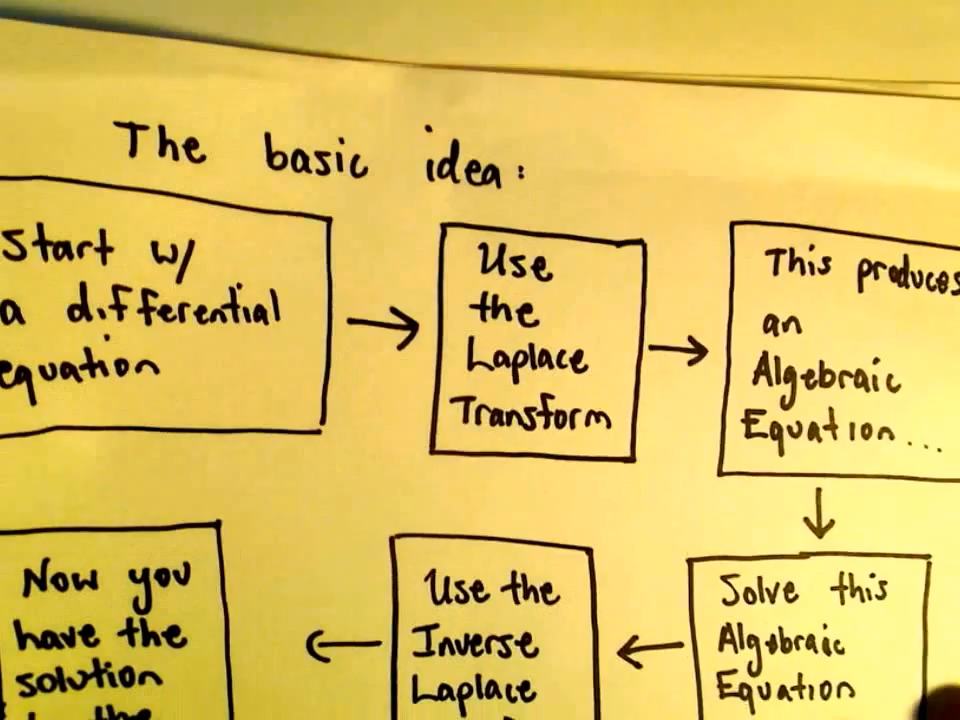 The basic idea:
Start w/
a differential
equation
Use
the
Laplace
Transform
This produces
an
Algebraic
Equation...
Solve this
Algebraic
Equation
Use the
Inverse
Laplace
Now you
have the
solution
the